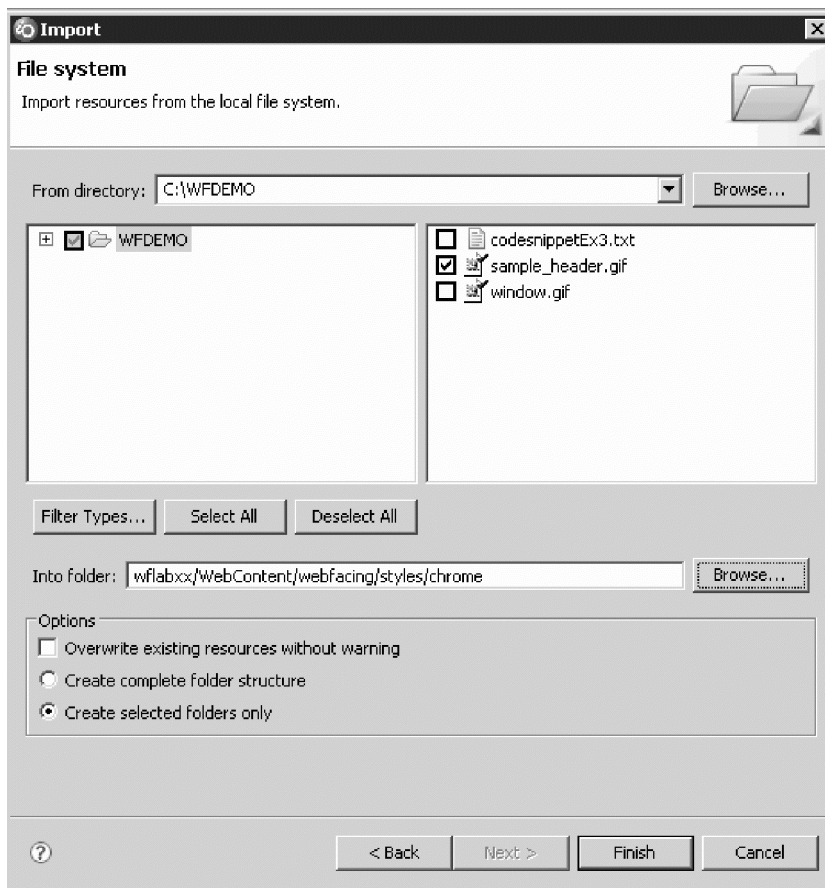 Import
File system
Import resources from the local file system.
From directory: C:\WFDEMO Browse...
WFDEMO
codesnippetEx3.txt
sample_header.gif
window.gif
Filter Types... Select All Deselect All
Into folder: wflabxx/WebContent/webfacing/styles/chrome Browse...
Options
Overwrite existing resources without warning
Create complete folder structure
Create selected folders only
? < Back Next > Finish Cancel